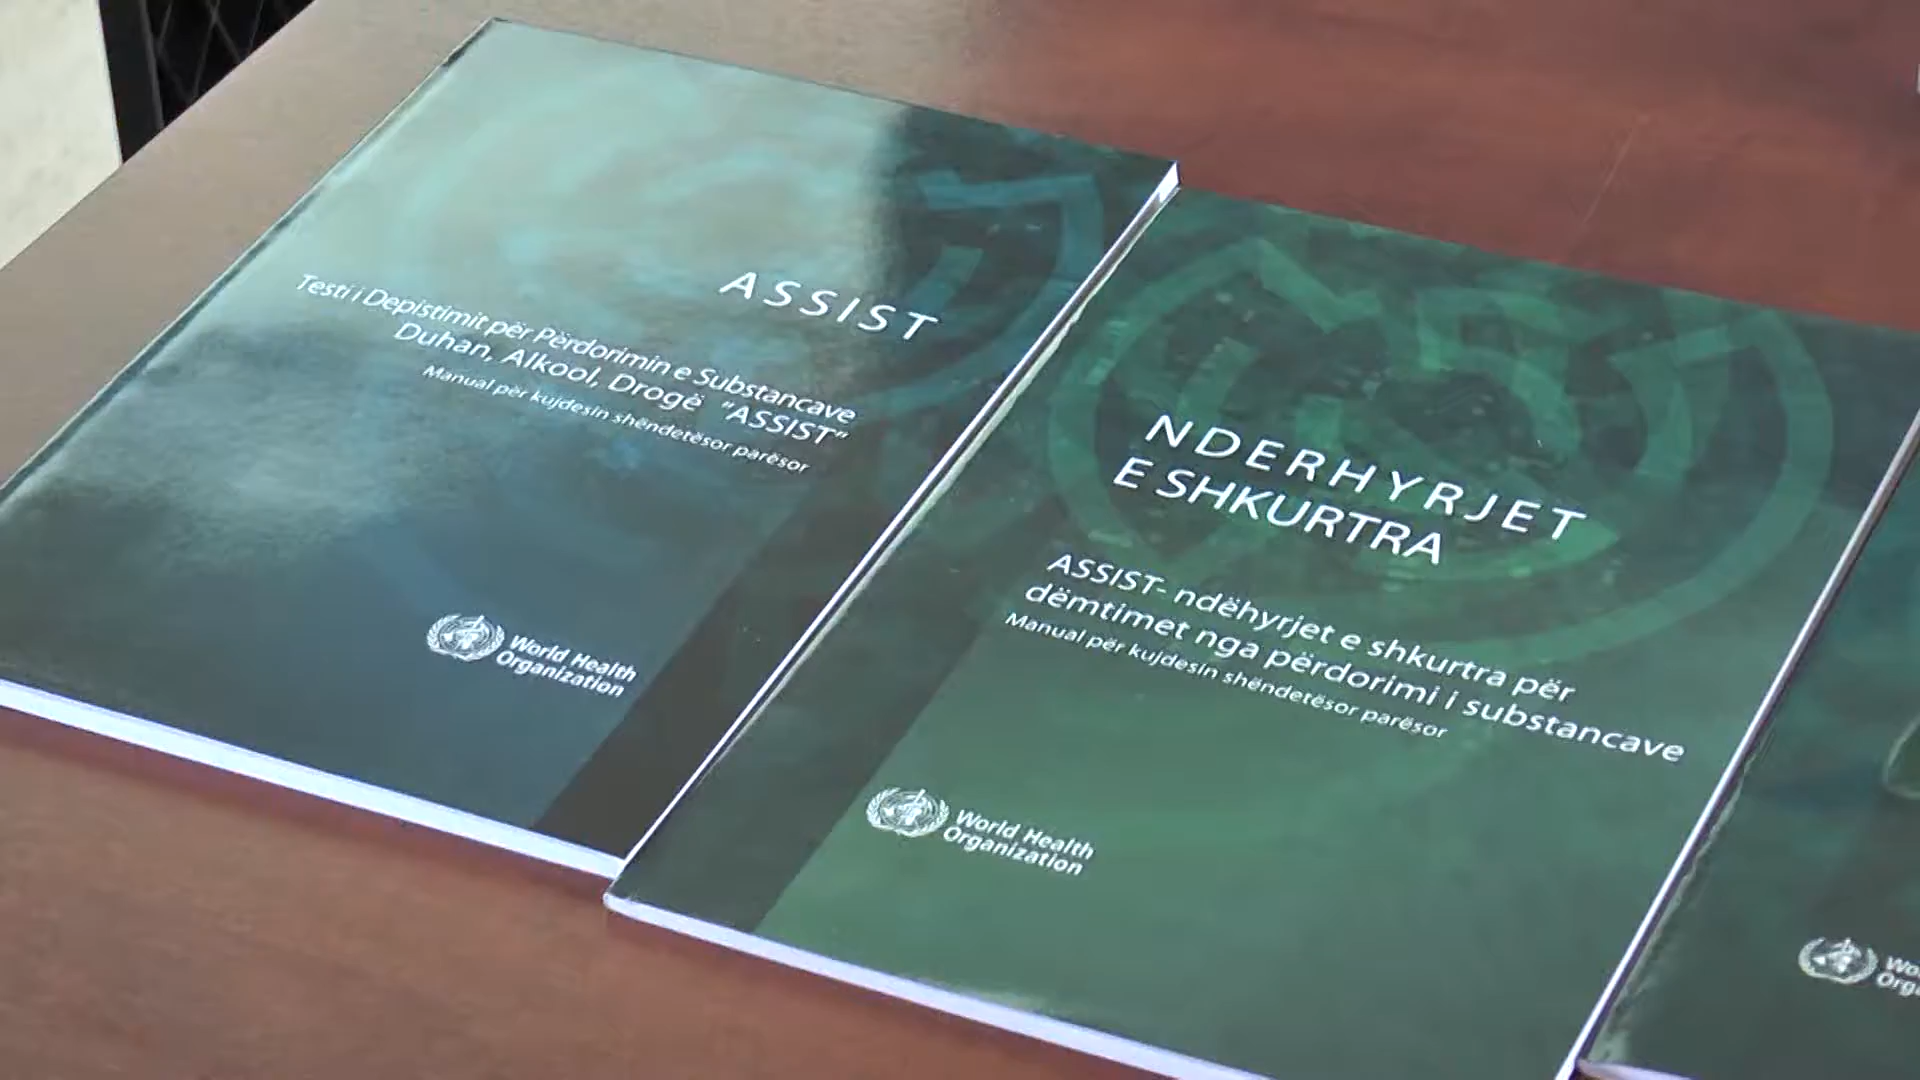 ASSIST
Testi i Depistimit për Përdorimin e Substancave
Duhan, Alkool, Drogë "ASSIST"
Manual për kujdesin shëndetësor parësor
World Health
Organization
NDERHYRJET
E SHKURTRA
ASSIST- ndëhyrjet e shkurtra për
dëmtimet nga përdorimi i substancave
Manual për kujdesin shëndetësor parësor
World Health
Organization